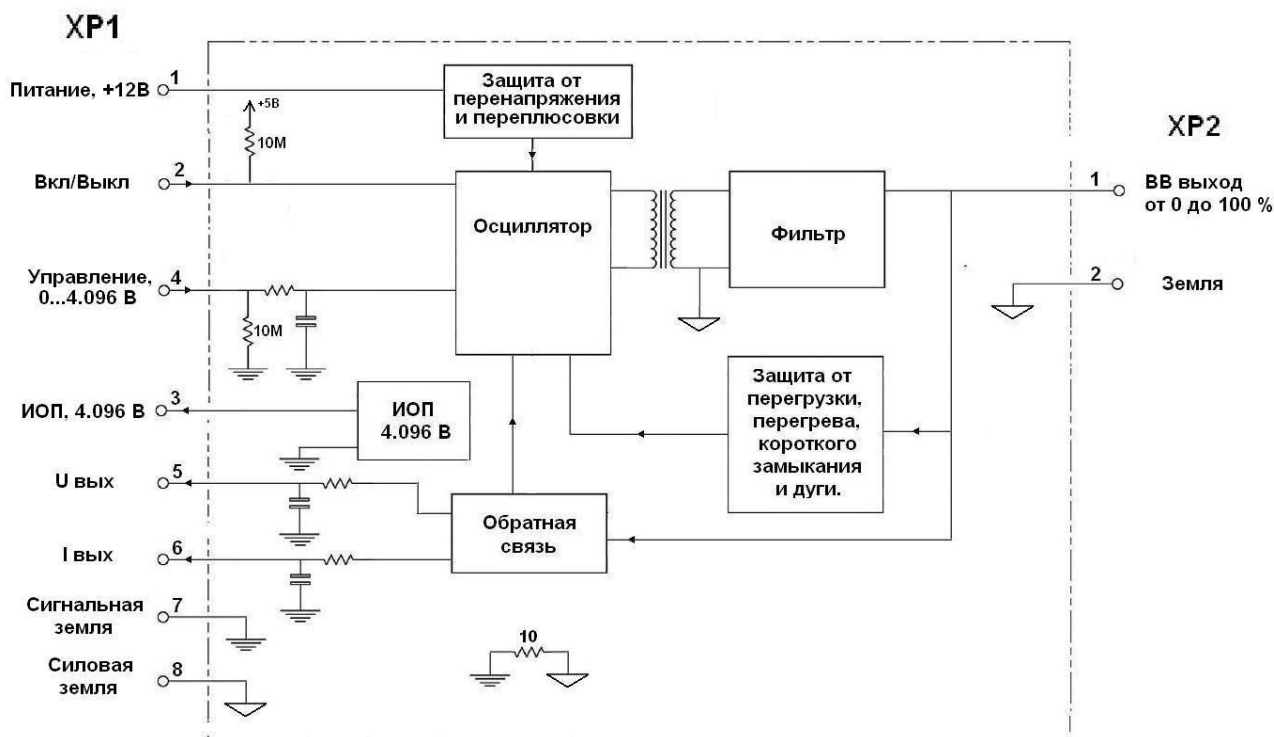 XP1
Питание, +12В
1
+5В
10М
Вкл/Выкл
2
Управление,
0...4.096 В
4
10М
ИОП, 4.096 В
3
U вых
5
I вых
6
Сигнальная
земля
7
Силовая
земля
8
Защита от
перенапряжения
и переплюсовки
Осциллятор
Фильтр
ИОП
4.096 В
Защита от
перегрузки,
перегрева,
короткого
замыкания
и дуги.
Обратная
связь
10
XP2
1
ВВ выход
от 0 до 100 %
2
Земля